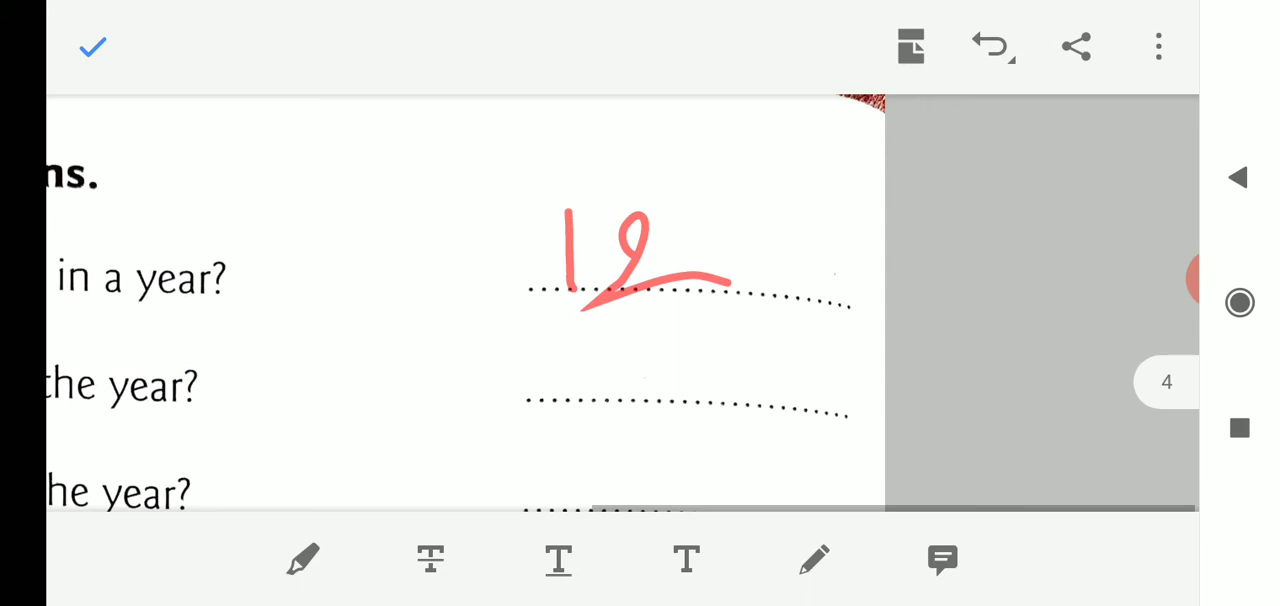 ns.
in a year?
12
the year?
he year?
4